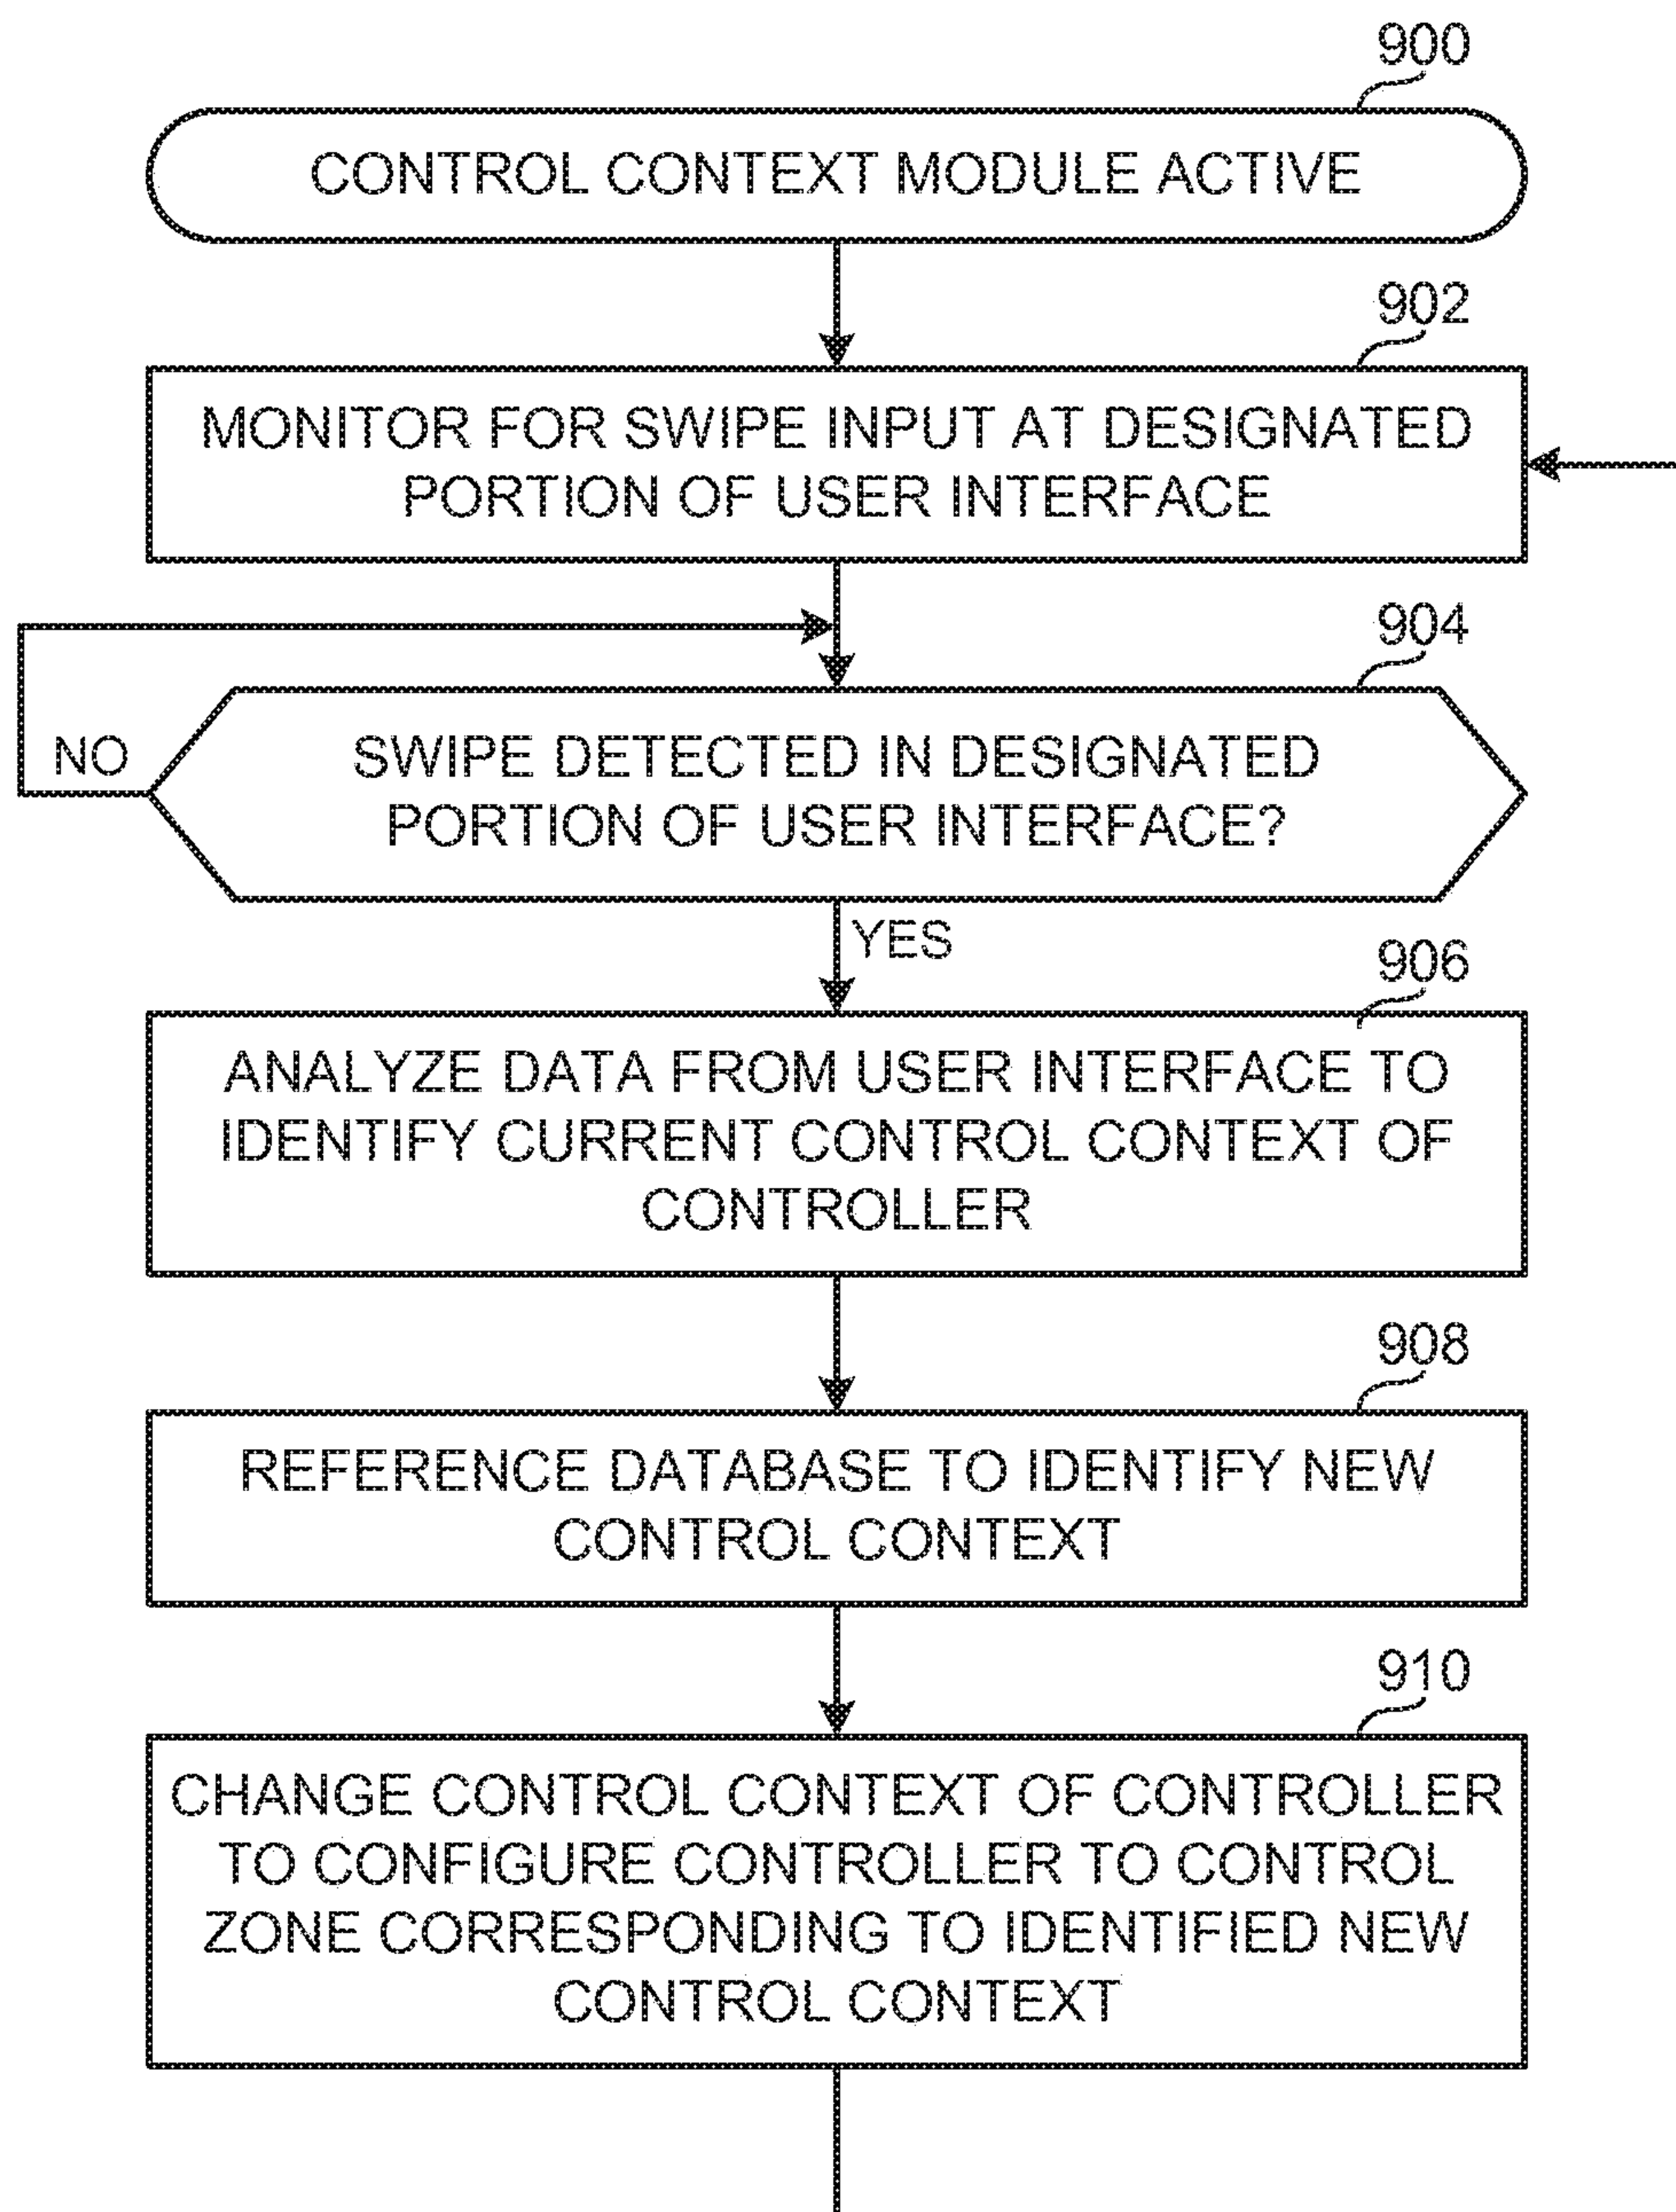 900
CONTROL CONTEXT MODULE ACTIVE
902
MONITOR FOR SWIPE INPUT AT DESIGNATED
PORTION OF USER INTERFACE
904
NO
SWIPE DETECTED IN DESIGNATED
PORTION OF USER INTERFACE?
YES
906
ANALYZE DATA FROM USER INTERFACE TO
IDENTIFY CURRENT CONTROL CONTEXT OF
CONTROLLER
908
REFERENCE DATABASE TO IDENTIFY NEW
CONTROL CONTEXT
910
CHANGE CONTROL CONTEXT OF CONTROLLER
TO CONFIGURE CONTROLLER TO CONTROL
ZONE CORRESPONDING TO IDENTIFIED NEW
CONTROL CONTEXT